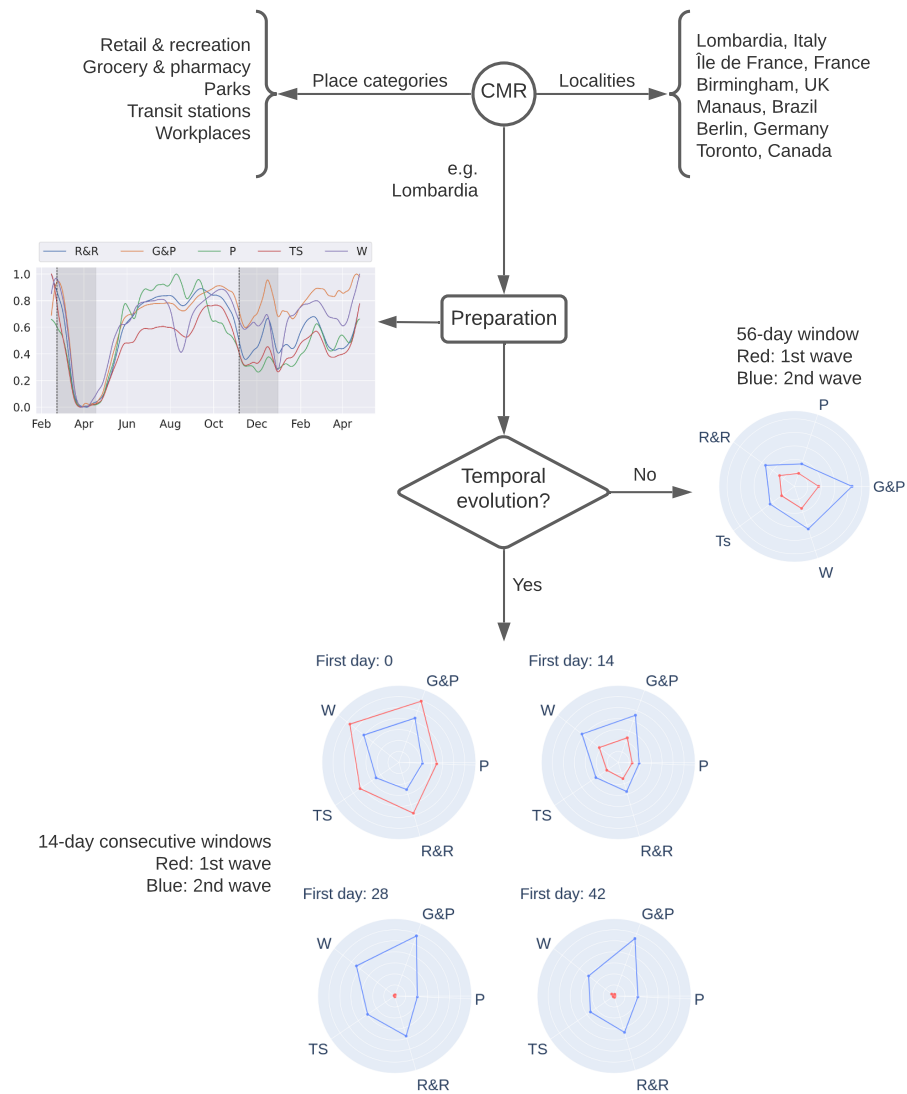 Retail & recreation
Grocery & pharmacy
Parks
Transit stations
Workplaces
Place categories
CMR
Localities
Lombardia, Italy
Île de France, France
Birmingham, UK
Manaus, Brazil
Berlin, Germany
Toronto, Canada
e.g.
Lombardia
R&R G&P P TS W
1.0
0.8
0.6
0.4
0.2
0.0
Feb Apr Jun Aug Oct Dec Feb Apr
Preparation
56-day window
Red: 1st wave
Blue: 2nd wave
P
R&R
G&P
Ts
W
Temporal
evolution?
No
Yes
First day: 0
G&P
W
P
TS
R&R
First day: 14
G&P
W
P
TS
R&R
14-day consecutive windows
Red: 1st wave
Blue: 2nd wave
First day: 28
G&P
W
P
TS
R&R
First day: 42
G&P
W
P
TS
R&R